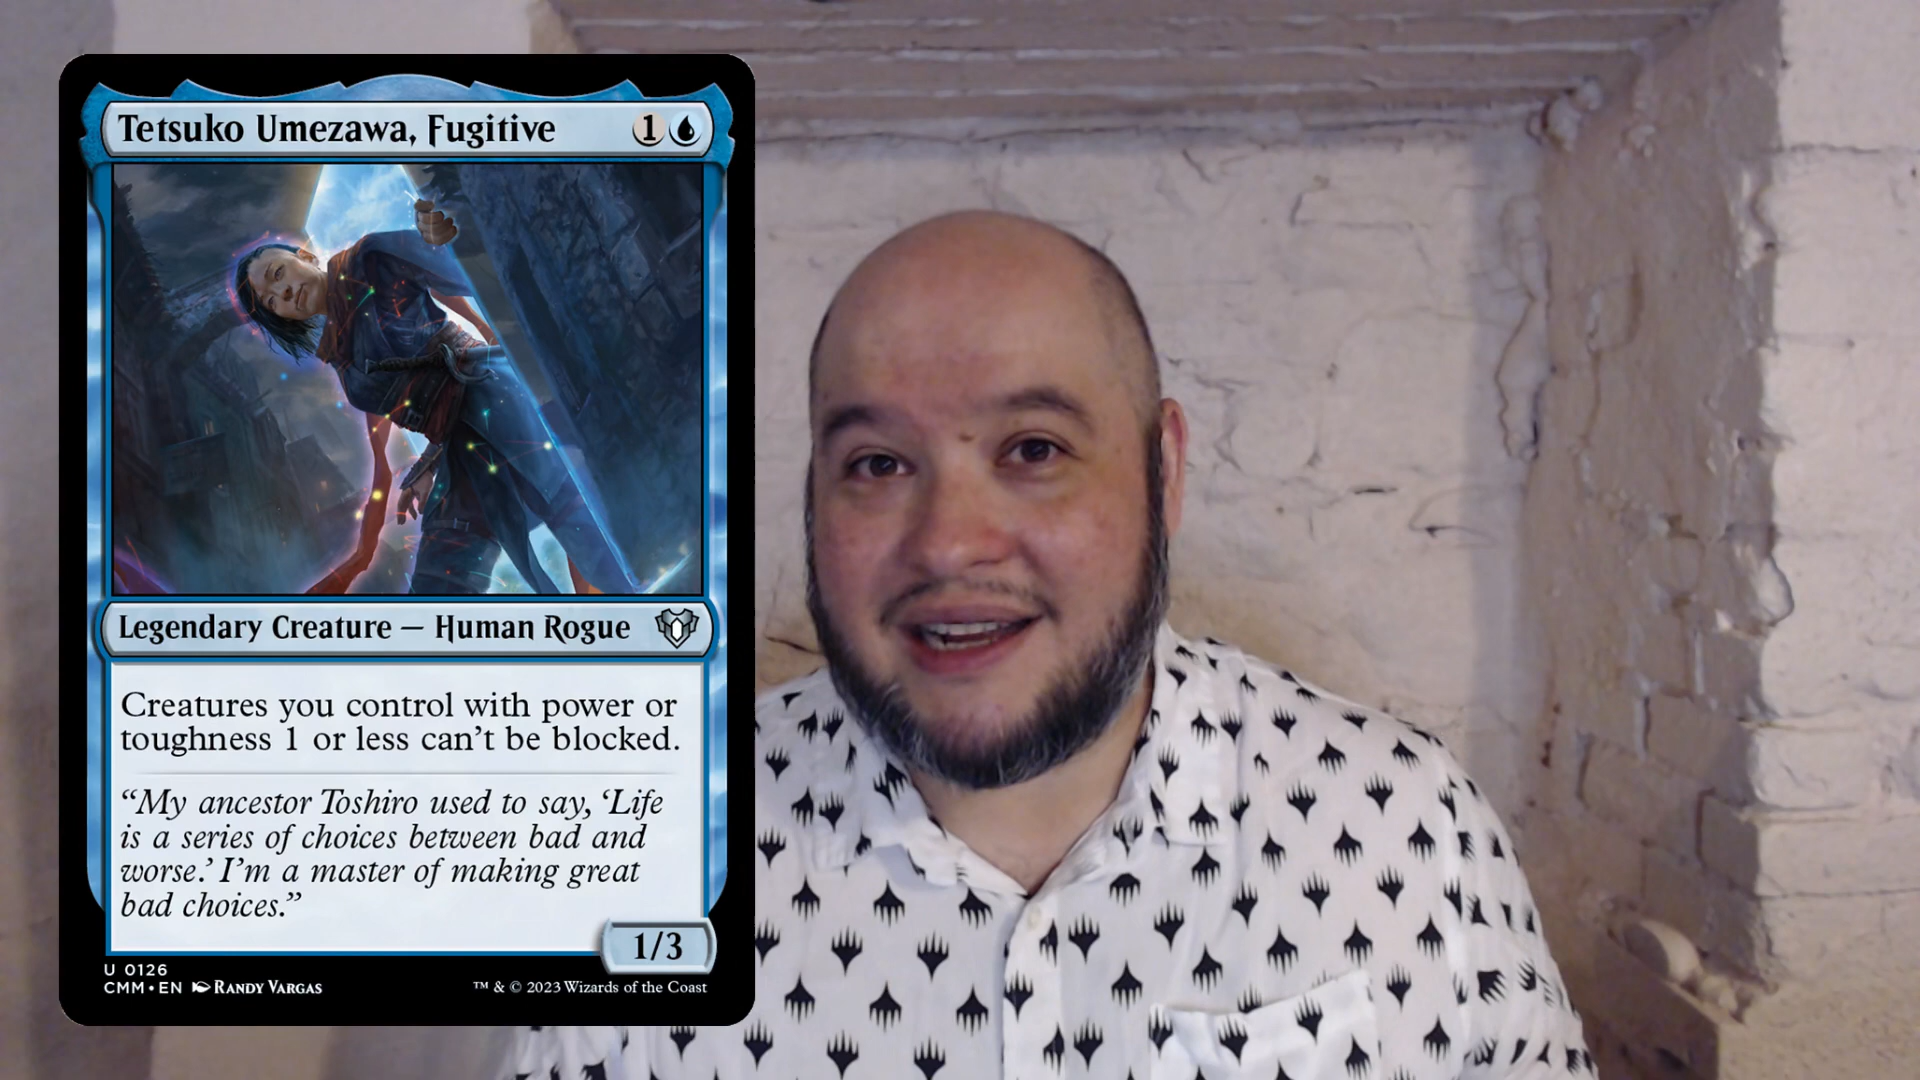 Tetsuko Umezawa, Fugitive 1
Legendary Creature — Human Rogue
Creatures you control with power or
toughness 1 or less can't be blocked.
“My ancestor Toshiro used to say, ‘Life
is a series of choices between bad and
worse.’ I’m a master of making great
bad choices.”
1/3
U 0126
CMM • EN RANDY VARGAS ™ & © 2023 Wizards of the Coast